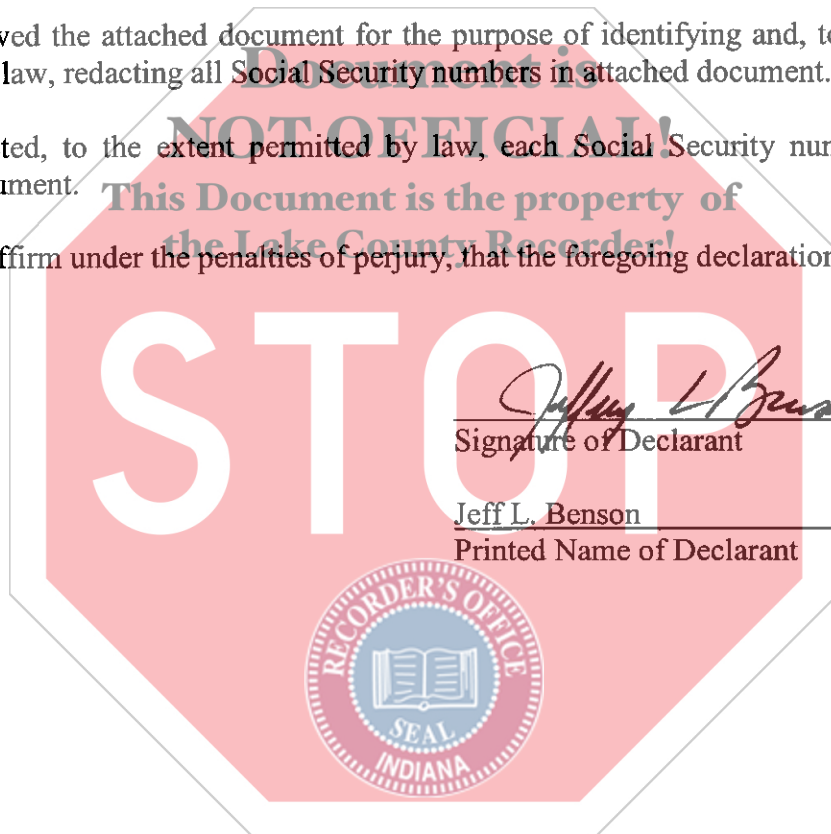 ved the attached document for the purpose of identifying and, to
law, redacting all Social Security numbers in attached document.
Document is
NOT OFFICIAL!
ted, to the extent permitted by law, each Social Security nur
ument.
This Document is the property of
the Lake County Recorder!
ffirm under the penalties of perjury, that the foregoing declaration
STOP
Jeffrey L. Benso
Signature of Declarant
Jeff L. Benson
Printed Name of Declarant
RECORDER'S OFFICE
SEAL
INDIANA